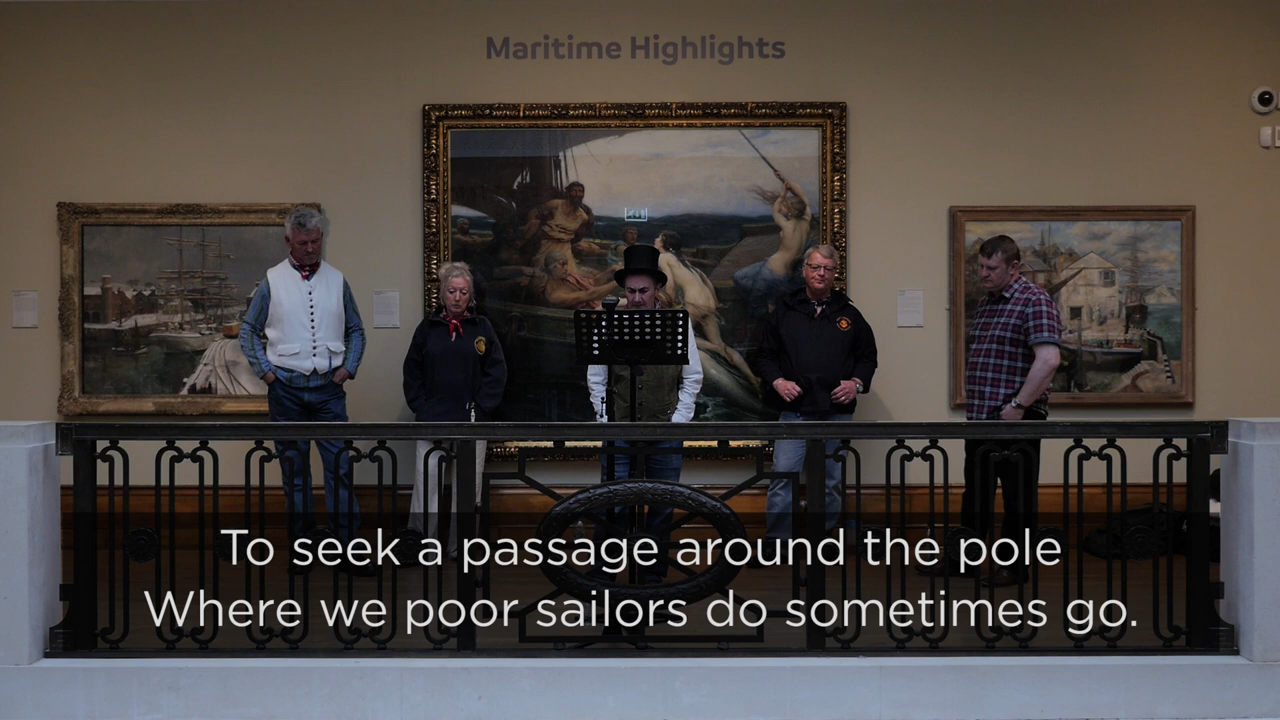 Maritime Highlights
To seek a passage around the pole
Where we poor sailors do sometimes go.